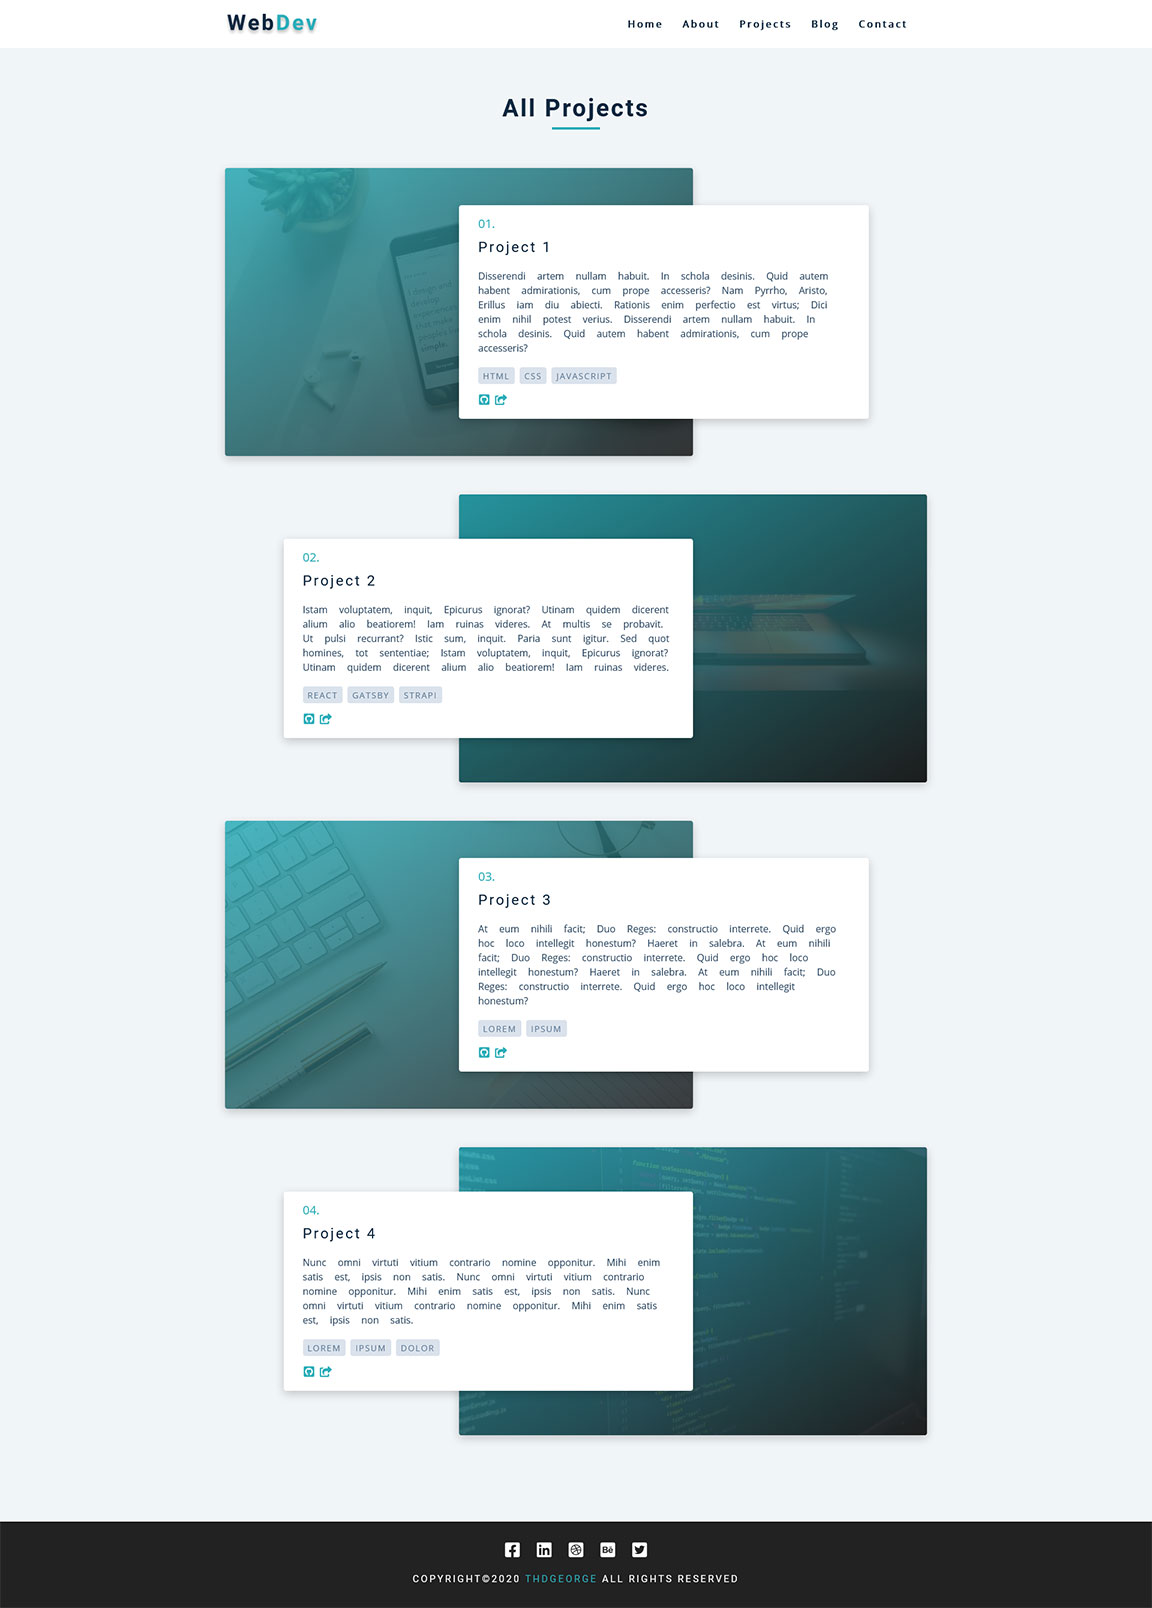 WebDev
Home About Projects Blog Contact
All Projects
01.
Project 1
Disserendi artem nullam habuit. In schola desinis. Quid autem
habent admirationis, cum prope accesseris? Nam Pyrrho, Aristo,
Erillus iam diu abiecti. Rationis enim perfectio est virtus; Dici
enim nihil potest verius. Disserendi artem nullam habuit. In
schola desinis. Quid autem habent admirationis, cum prope
accesseris?
HTML CSS JAVASCRIPT
02.
Project 2
Istam voluptatem, inquit, Epicurus ignorat? Utinam quidem dicerent
alium alio beatiorem! Iam ruinas videres. At multis se probavit.
Ut pulsi recurrant? Istic sum, inquit. Paria sunt igitur. Sed quot
homines, tot sententiae; Istam voluptatem, inquit, Epicurus ignorat?
Utinam quidem dicerent alium alio beatiorem! Iam ruinas videres.
REACT GATSBY STRAPI
03.
Project 3
At eum nihili facit; Duo Reges: constructio interrete. Quid ergo
hoc loco intellegit honestum? Haeret in salebra. At eum nihili
facit; Duo Reges: constructio interrete. Quid ergo hoc loco
intellegit honestum? Haeret in salebra. At eum nihili facit; Duo
Reges: constructio interrete. Quid ergo hoc loco intellegit
honestum?
LOREM IPSUM
04.
Project 4
Nunc omni virtuti vitium contrario nomine opponitur. Mihi enim
satis est, ipsis non satis. Nunc omni virtuti vitium contrario
nomine opponitur. Mihi enim satis est, ipsis non satis. Nunc
omni virtuti vitium contrario nomine opponitur. Mihi enim satis
est, ipsis non satis.
LOREM IPSUM DOLOR
COPYRIGHT©2020 THDGEORGE ALL RIGHTS RESERVED